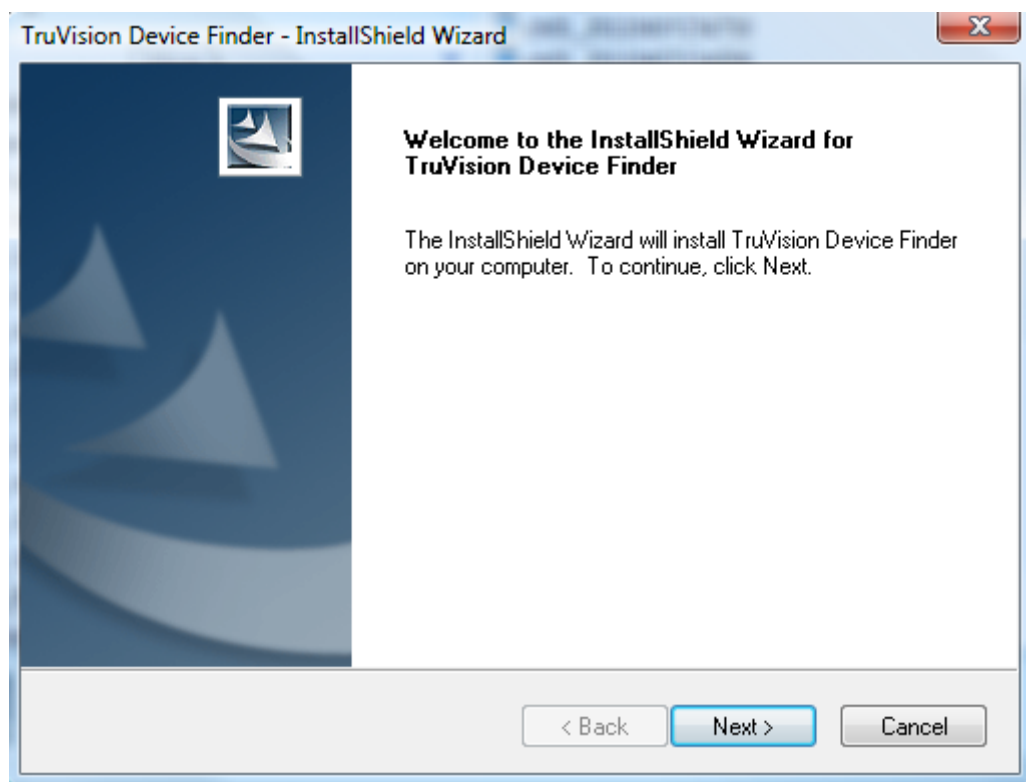 TruVision Device Finder - InstallShield Wizard
Welcome to the InstallShield Wizard for
TruVision Device Finder
The InstallShield Wizard will install TruVision Device Finder
on your computer.  To continue, click Next.
< Back
Next >
Cancel